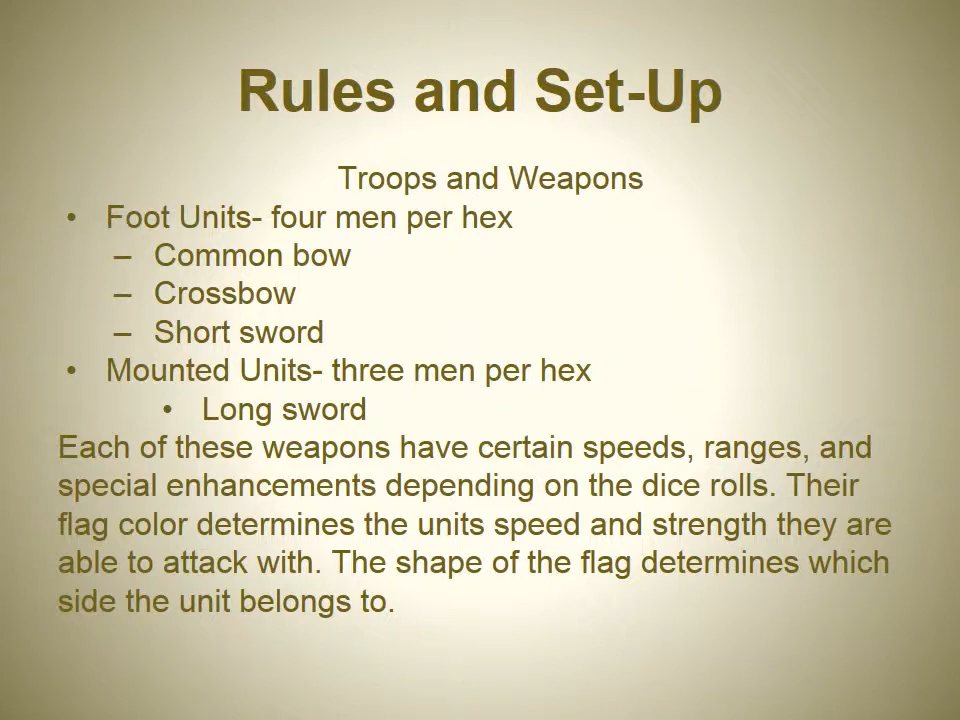 Rules and Set-Up
Troops and Weapons
• Foot Units- four men per hex
– Common bow
– Crossbow
– Short sword
• Mounted Units- three men per hex
• Long sword
Each of these weapons have certain speeds, ranges, and
special enhancements depending on the dice rolls. Their
flag color determines the units speed and strength they are
able to attack with. The shape of the flag determines which
side the unit belongs to.